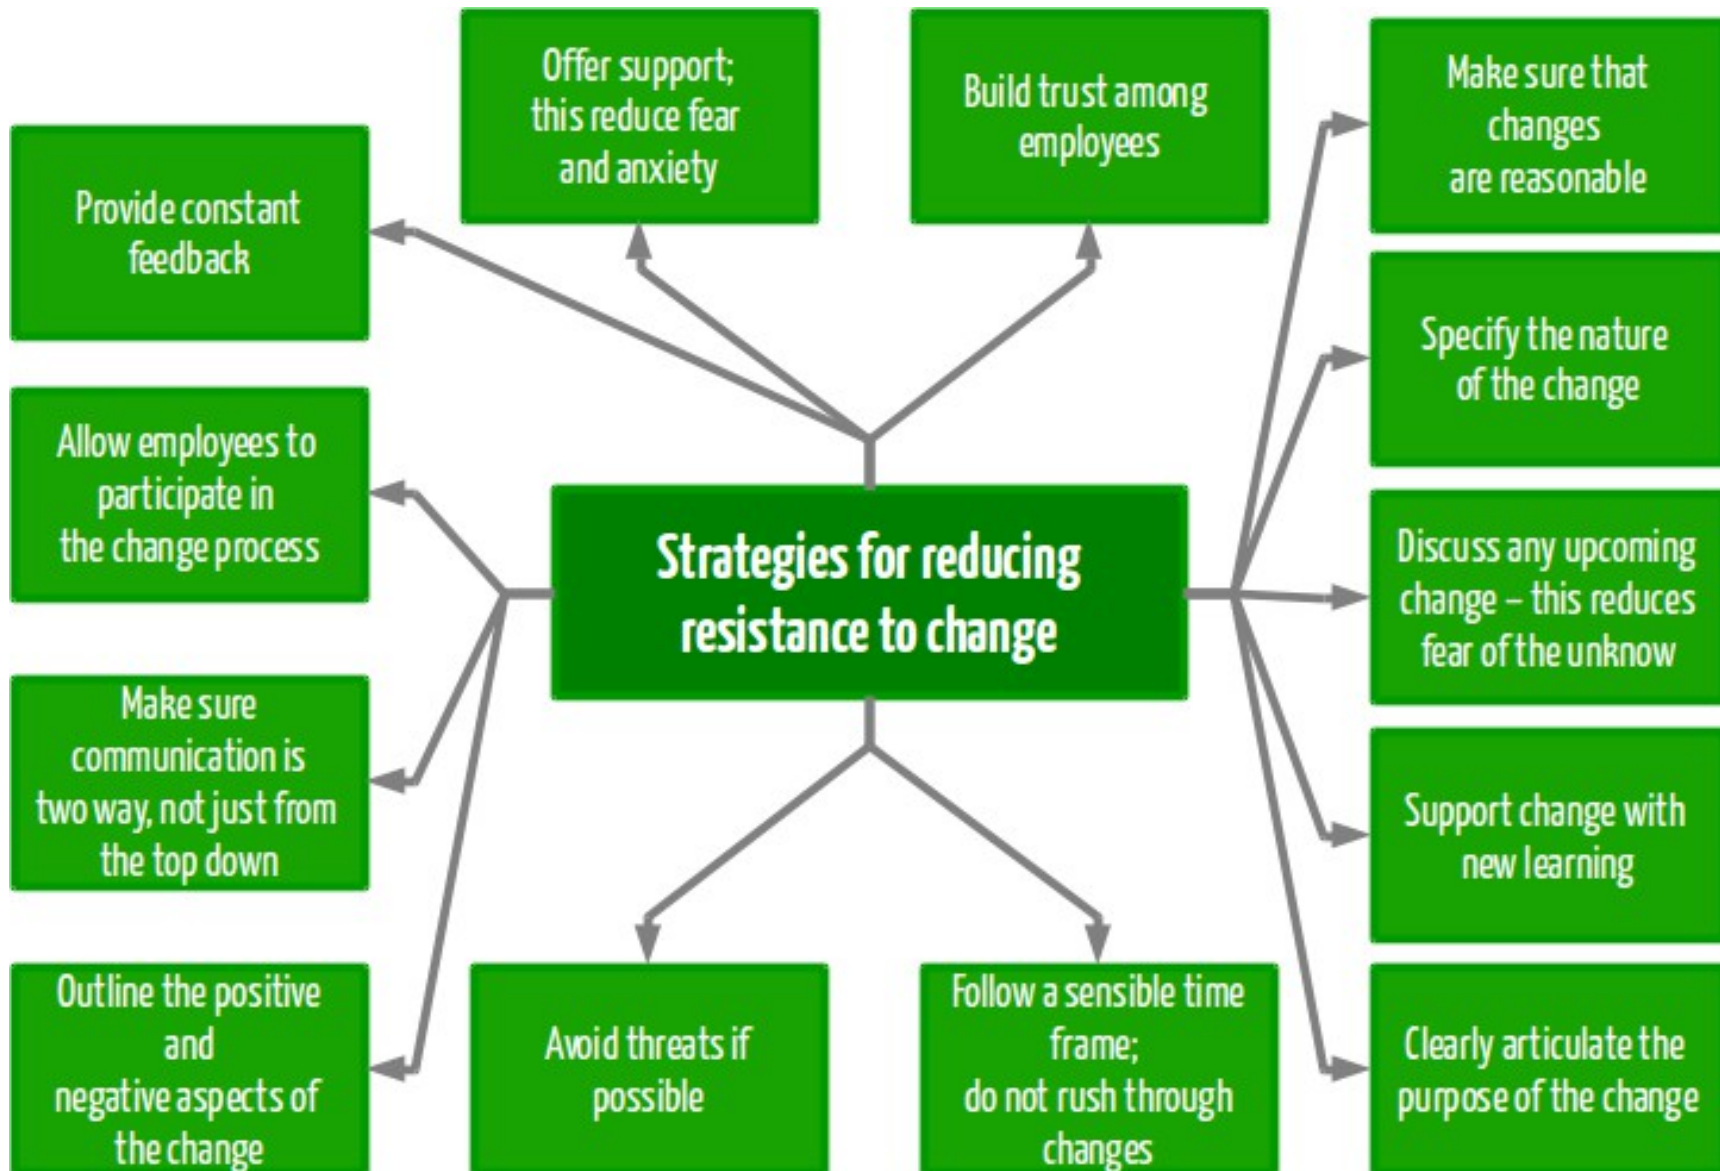 Offer support;
this reduce fear
and anxiety
Build trust among
employees
Make sure that
changes
are reasonable
Provide constant
feedback
Specify the nature
of the change
Allow employees to
participate in
the change process
Strategies for reducing
resistance to change
Discuss any upcoming
change – this reduces
fear of the unknow
Make sure
communication is
two way, not just from
the top down
Support change with
new learning
Outline the positive
and
negative aspects of
the change
Avoid threats if
possible
Follow a sensible time
frame;
do not rush through
changes
Clearly articulate the
purpose of the change